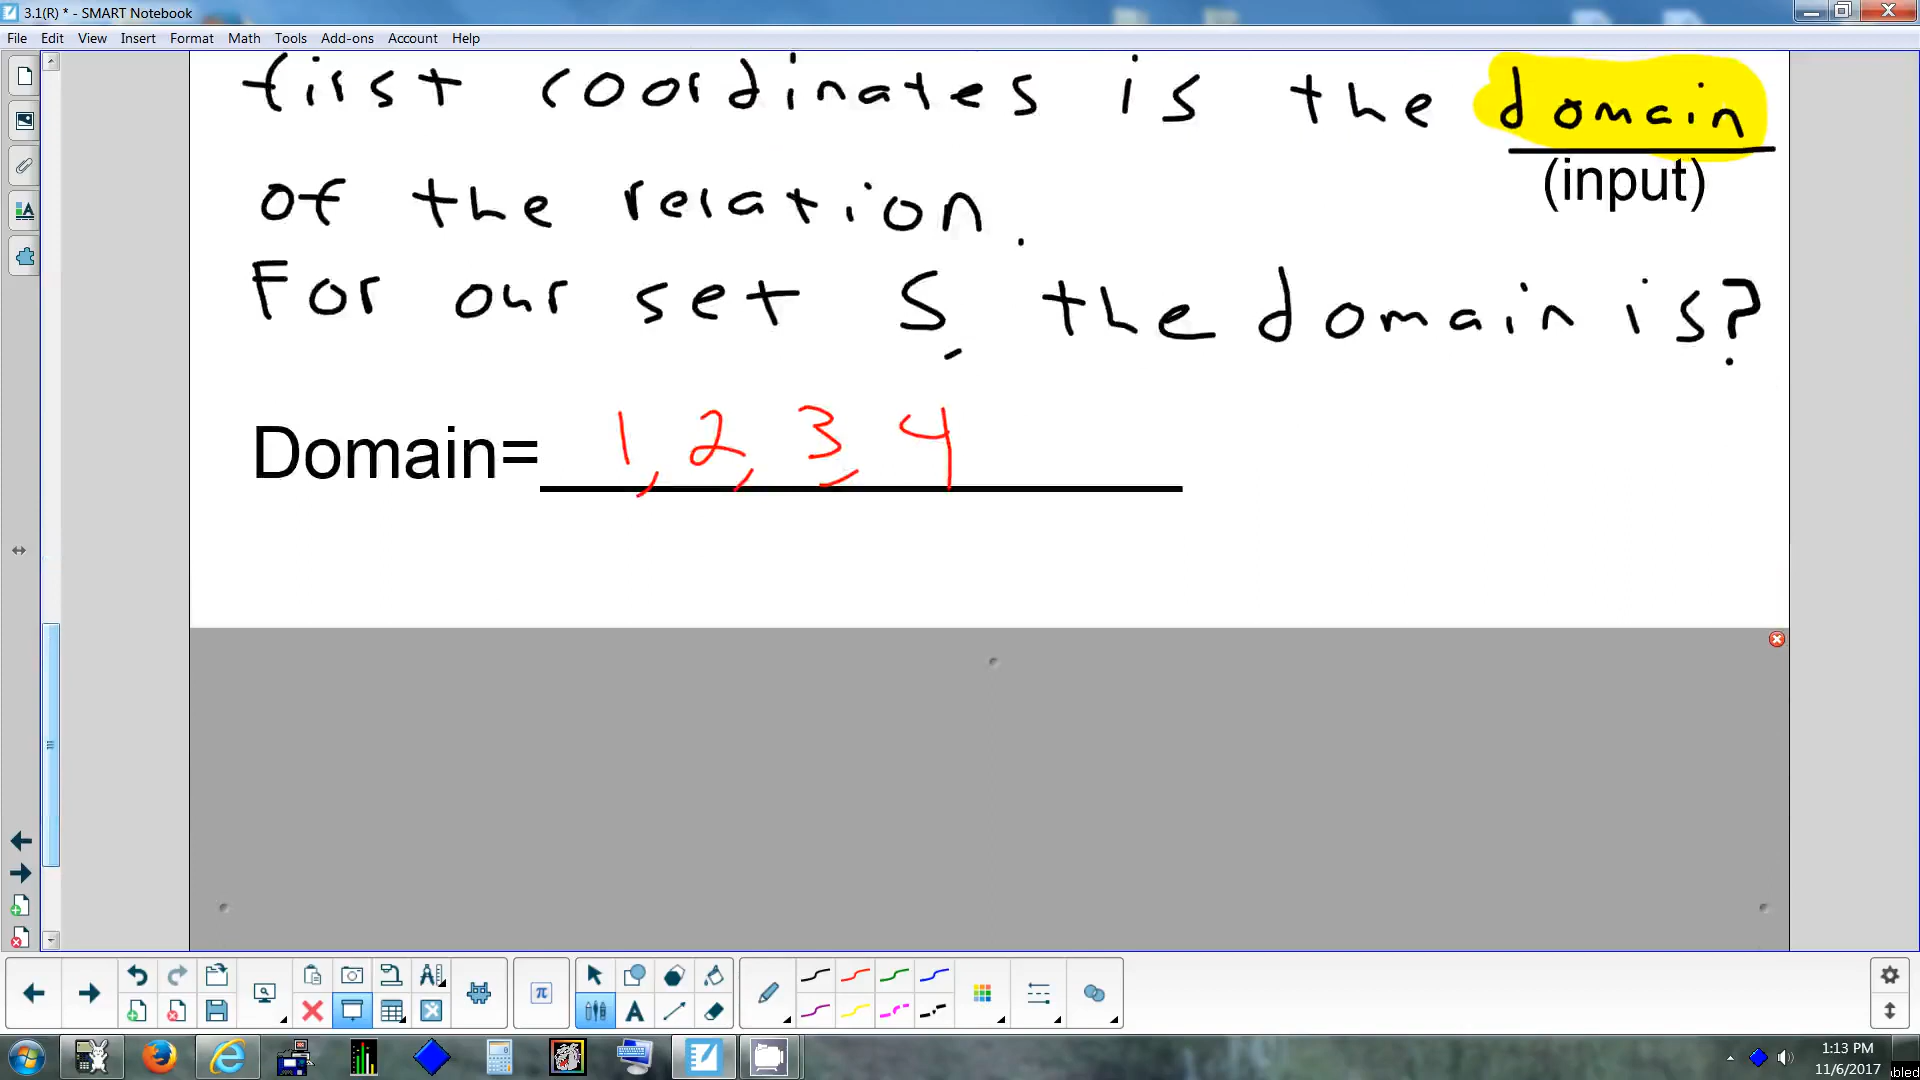 3.1(R) * - SMART Notebook
File Edit View Insert Format Math Tools Add-ons Account Help
first coordinates is the domain
(input)
of the relation.
For our set S, the domain is?
Domain= 1, 2, 3, 4
1:13 PM
11/6/2017
bled